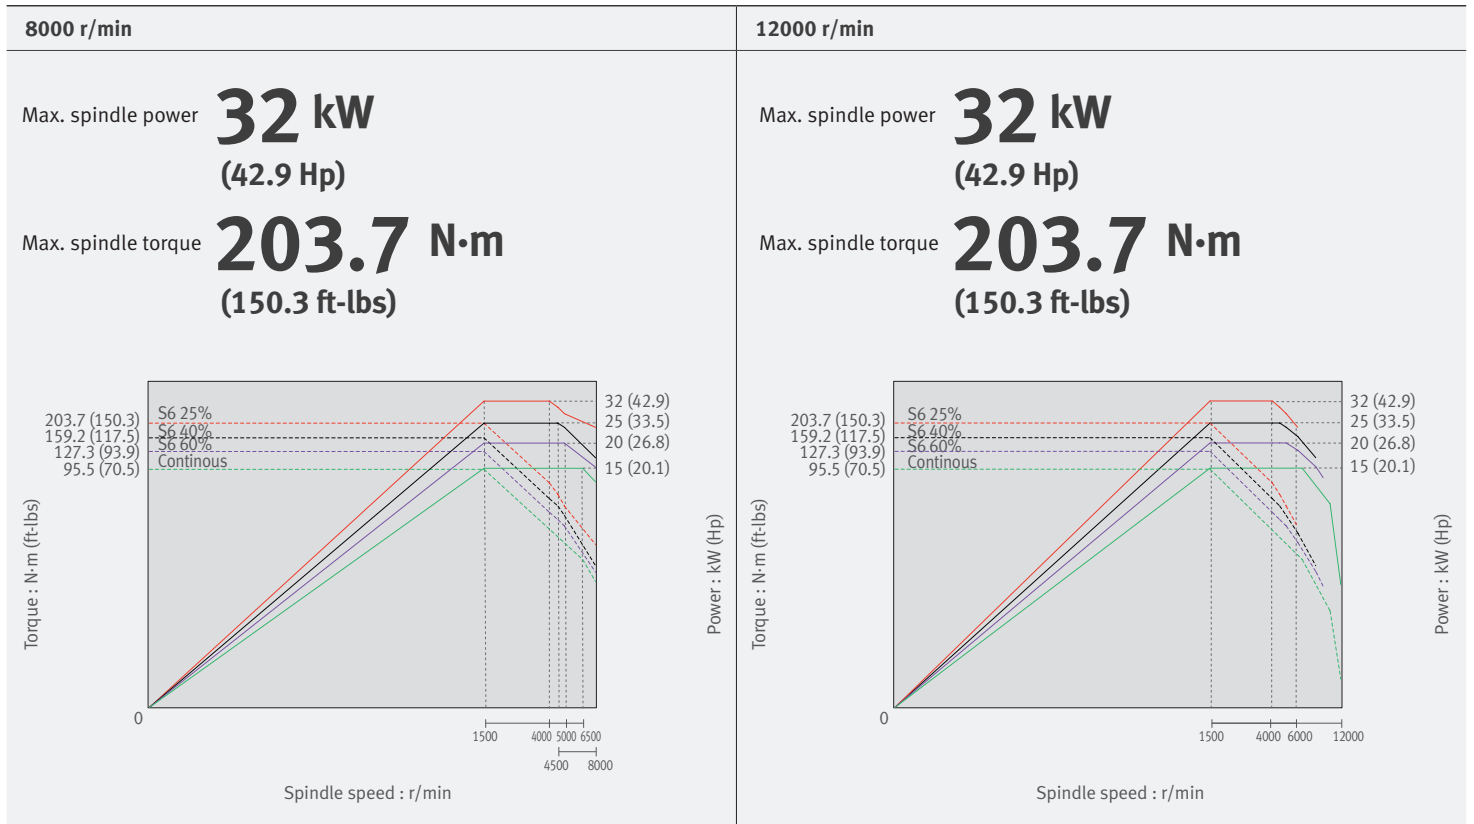 8000 r/min
Max. spindle power 32 kW
(42.9 Hp)
Max. spindle torque 203.7 N·m
(150.3 ft-lbs)
32 (42.9)
S6 25%
203.7 (150.3)
25 (33.5)
S6 40%
159.2 (117.5)
S6 60%
20 (26.8)
127.3 (93.9)
Continous
95.5 (70.5)
15 (20.1)
Torque : N·m (ft-lbs)
Power : kW (Hp)
0
1500 4000 5000 6500
4500 8000
Spindle speed : r/min
12000 r/min
Max. spindle power 32 kW
(42.9 Hp)
Max. spindle torque 203.7 N·m
(150.3 ft-lbs)
32 (42.9)
S6 25%
203.7 (150.3)
25 (33.5)
S6 40%
159.2 (117.5)
S6 60%
20 (26.8)
127.3 (93.9)
Continous
95.5 (70.5)
15 (20.1)
Torque : N·m (ft-lbs)
Power : kW (Hp)
0
1500 4000 6000 12000
Spindle speed : r/min